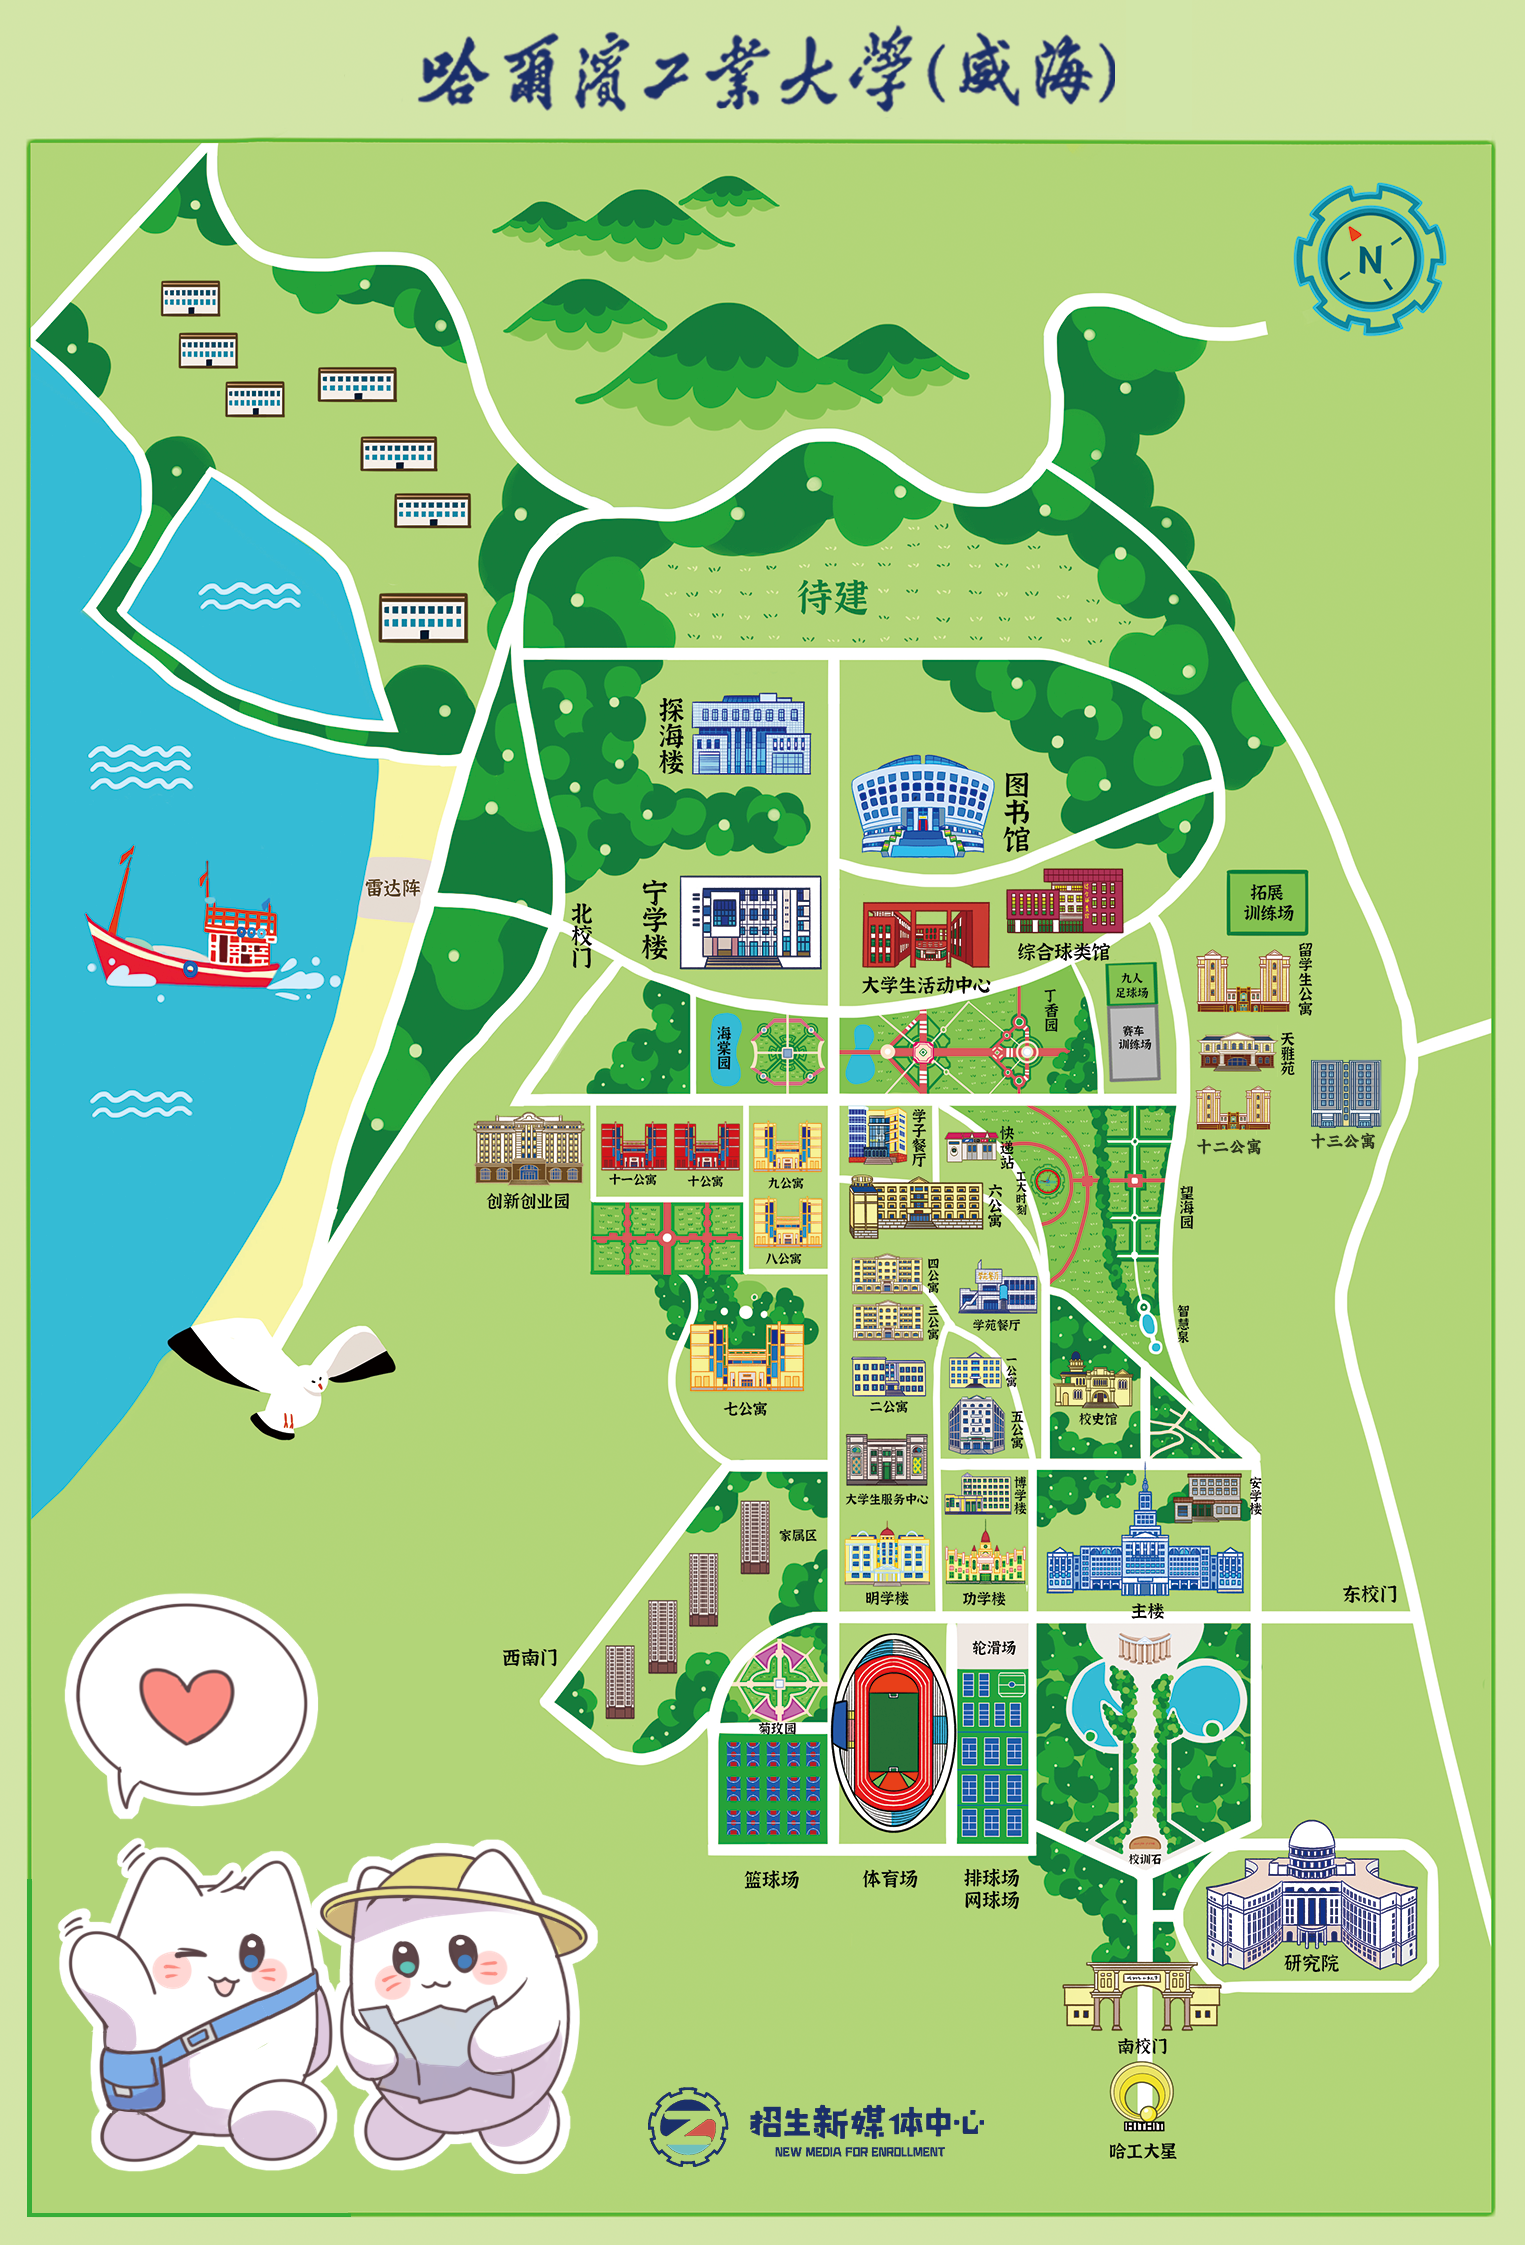 哈爾濱工業大學(威海)
N
待建
探海楼
图书馆
雷达阵
宁学楼
北校门
综合球类馆
大学生活动中心
拓展
训练场
留学生公寓
九人
足球场
赛车
训练场
丁香园
海棠园
天雅苑
十二公寓
十三公寓
创新创业园
十一公寓
十公寓
九公寓
八公寓
学子餐厅
快递站
工大时刻
六公寓
望海园
四公寓
三公寓
学苑餐厅
智慧泉
七公寓
二公寓
一公寓
五公寓
校史馆
大学生服务中心
博学楼
安学楼
家属区
明学楼
功学楼
主楼
东校门
西南门
轮滑场
菊玫园
校训石
篮球场
体育场
排球场
网球场
研究院
南校门
哈工大星
招生新媒体中心
NEW MEDIA FOR ENROLLMENT